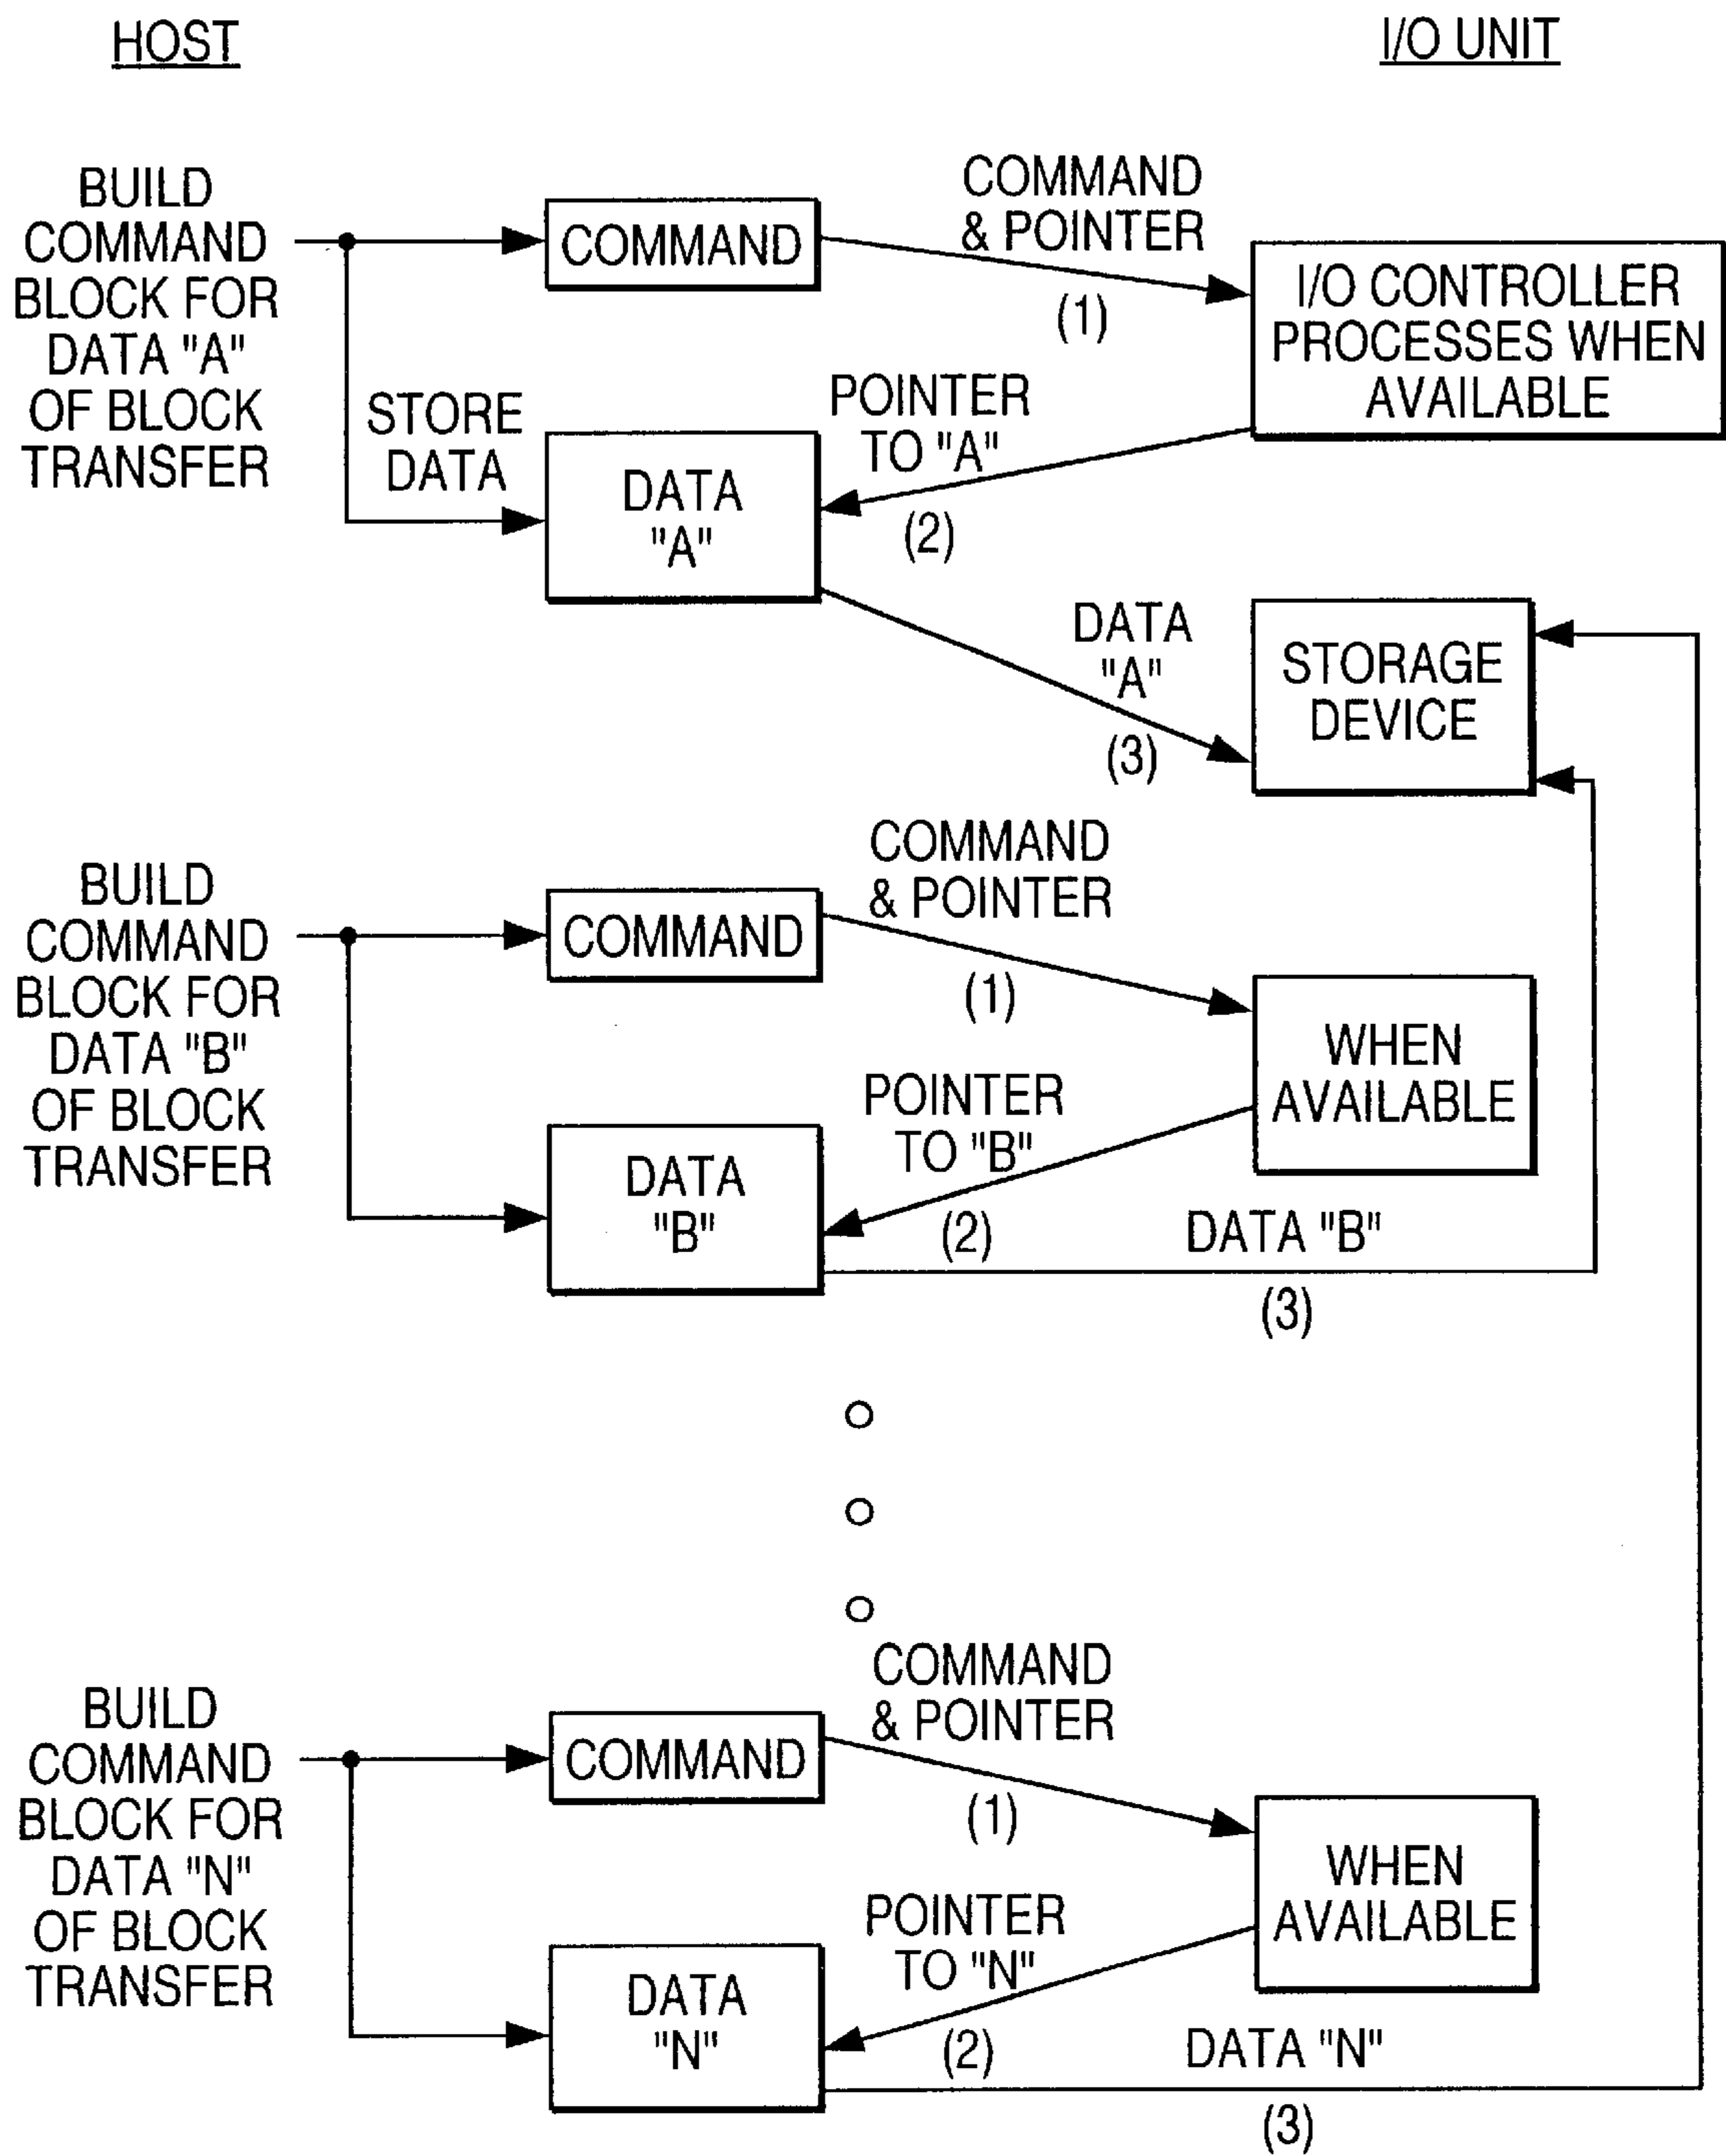 HOST
I/O UNIT
BUILD
COMMAND
BLOCK FOR
DATA "A"
OF BLOCK
TRANSFER
COMMAND
COMMAND
& POINTER
(1)
I/O CONTROLLER
PROCESSES WHEN
AVAILABLE
STORE
DATA
DATA
"A"
POINTER
TO "A"
(2)
DATA
"A"
(3)
STORAGE
DEVICE
BUILD
COMMAND
BLOCK FOR
DATA "B"
OF BLOCK
TRANSFER
COMMAND
COMMAND
& POINTER
(1)
WHEN
AVAILABLE
DATA
"B"
POINTER
TO "B"
(2)
DATA "B"
(3)
BUILD
COMMAND
BLOCK FOR
DATA "N"
OF BLOCK
TRANSFER
COMMAND
COMMAND
& POINTER
(1)
WHEN
AVAILABLE
DATA
"N"
POINTER
TO "N"
(2)
DATA "N"
(3)